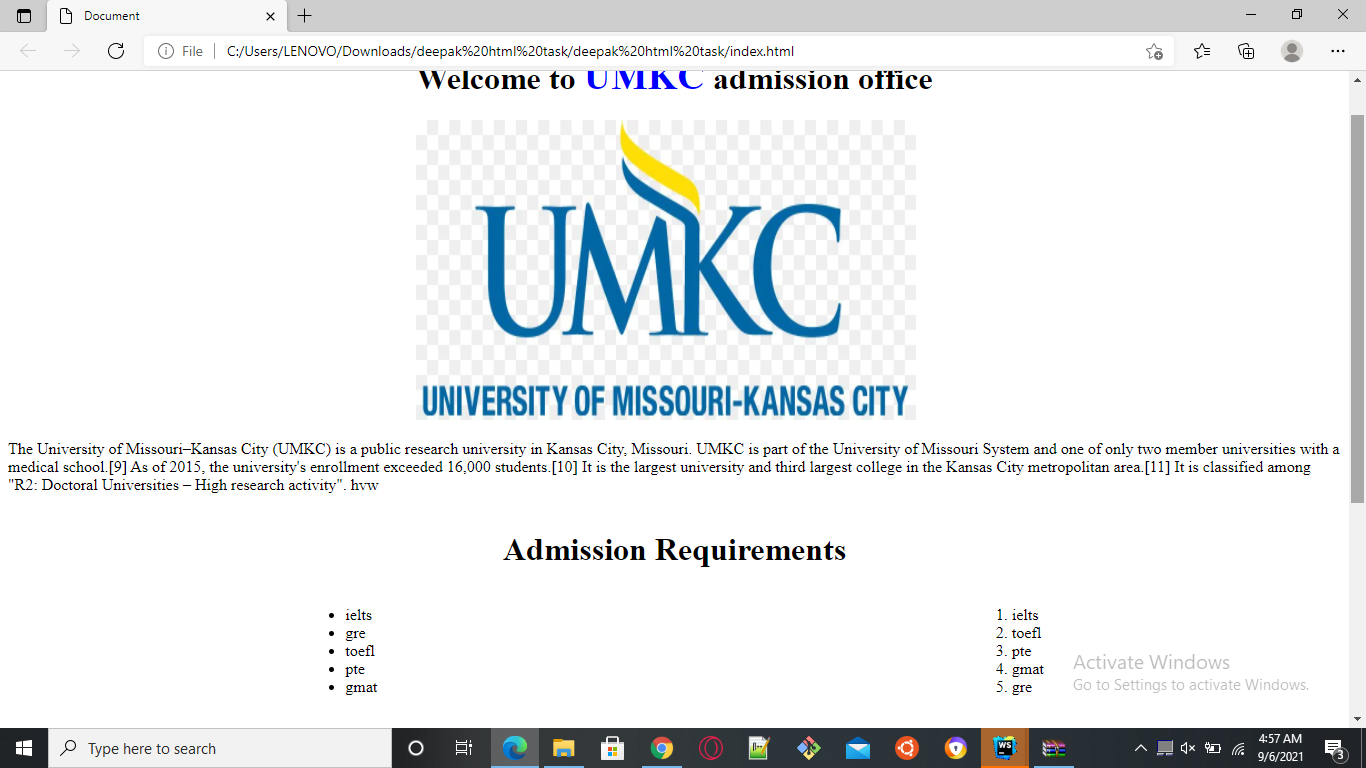 Document
File
C:/Users/LENOVO/Downloads/deepak%20html%20task/deepak%20html%20task/index.html
Welcome to UMKC admission office
UMKC
UNIVERSITY OF MISSOURI-KANSAS CITY
The University of Missouri–Kansas City (UMKC) is a public research university in Kansas City, Missouri. UMKC is part of the University of Missouri System and one of only two member universities with a
medical school.[9] As of 2015, the university's enrollment exceeded 16,000 students.[10] It is the largest university and third largest college in the Kansas City metropolitan area.[11] It is classified among
"R2: Doctoral Universities – High research activity". hvw
Admission Requirements
• ielts
• gre
• toefl
• pte
• gmat
1. ielts
2. toefl
3. pte
4. gmat
5. gre
Activate Windows
Go to Settings to activate Windows.
Type here to search
WS
4:57 AM
9/6/2021
3